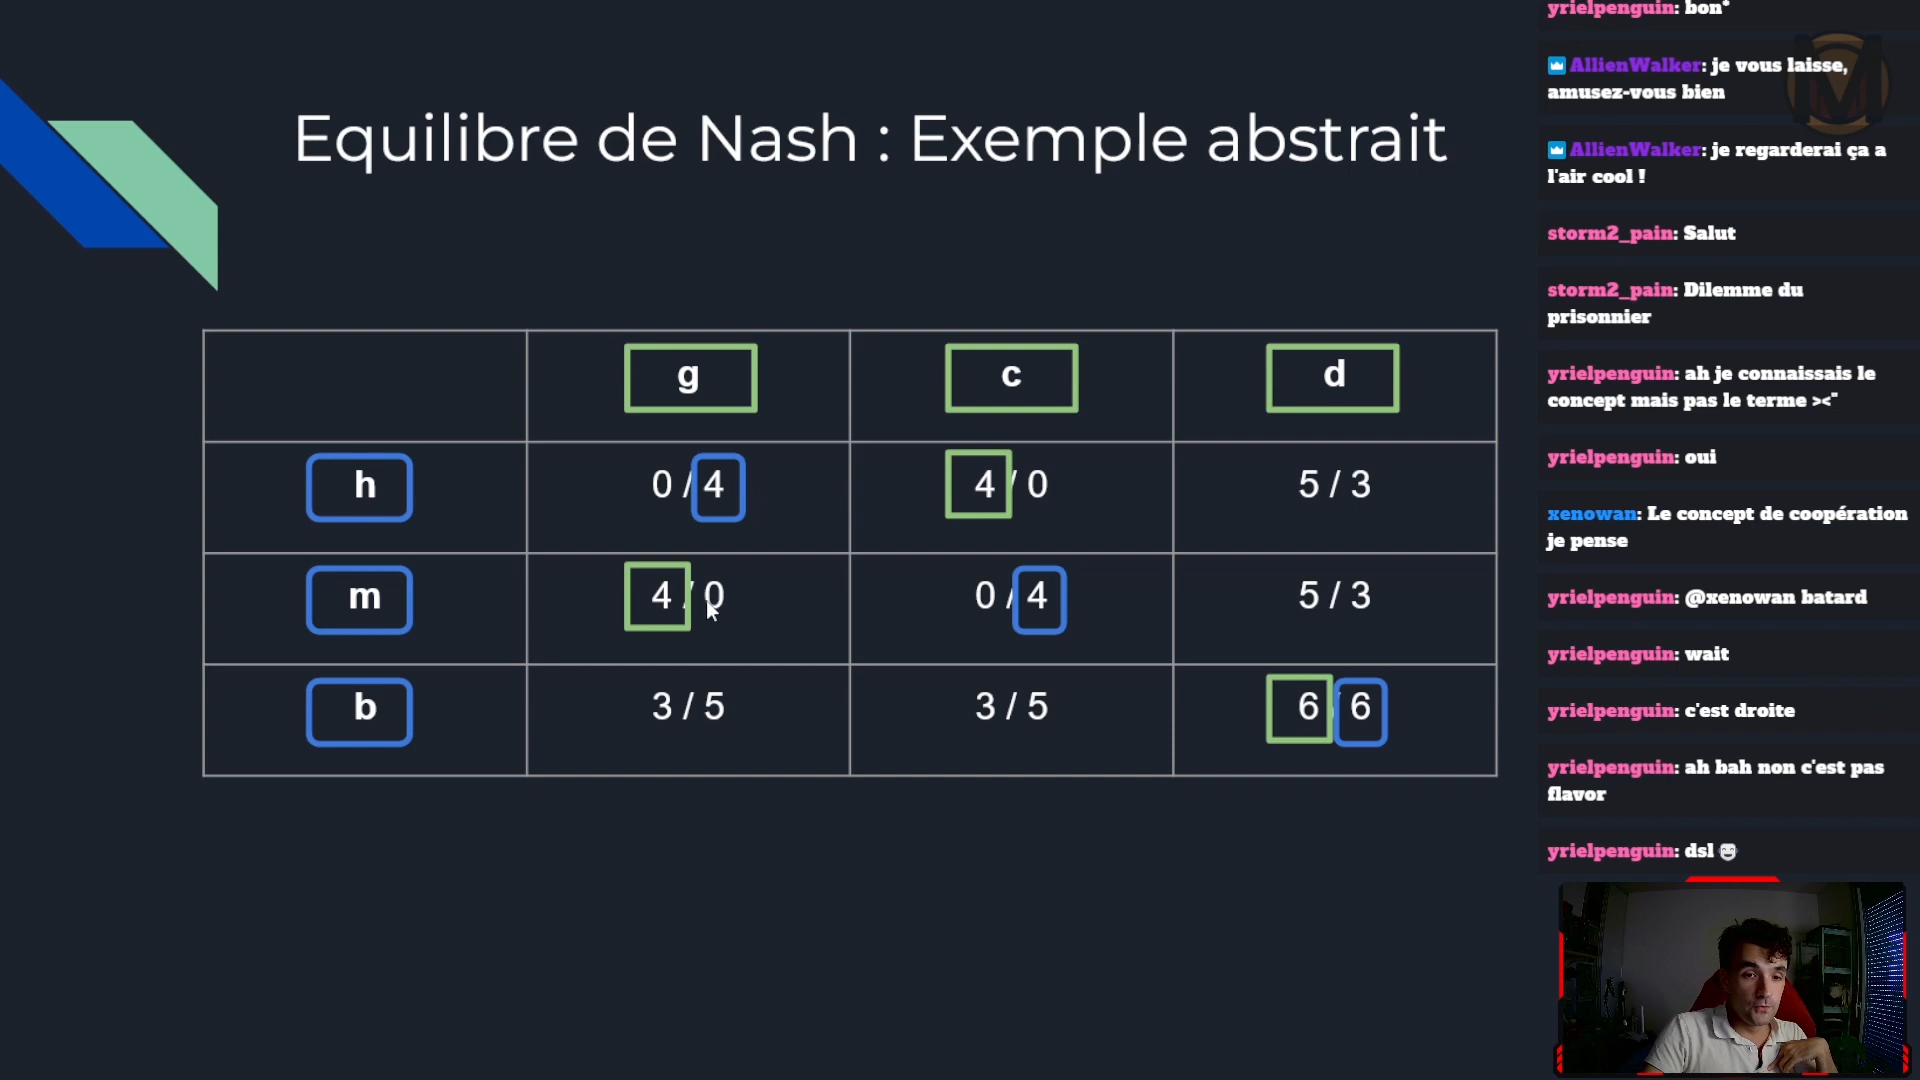 Equilibre de Nash : Exemple abstrait
g c d
h 0 / 4 4 / 0 5 / 3
m 4 / 0 0 / 4 5 / 3
b 3 / 5 3 / 5 6 / 6
yrielpenguin: bon*
AllienWalker: je vous laisse,
amusez-vous bien
AllienWalker: je regarderai ça a
l'air cool !
storm2_pain: Salut
storm2_pain: Dilemme du
prisonnier
yrielpenguin: ah je connaissais le
concept mais pas le terme ><"
yrielpenguin: oui
xenowan: Le concept de coopération
je pense
yrielpenguin: @xenowan batard
yrielpenguin: wait
yrielpenguin: c'est droite
yrielpenguin: ah bah non c'est pas
flavor
yrielpenguin: dsl